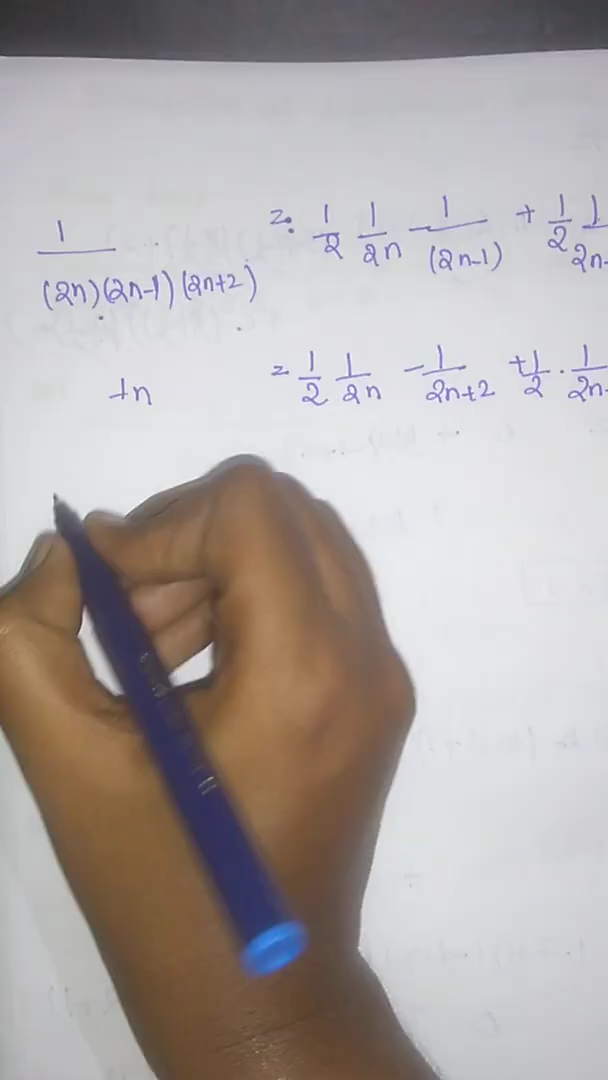 1/(2n)(2n-1)(2n+2) = 1/2 1/2n - 1/(2n-1) + 1/2 1/2n-
tn = 1/2 1/2n - 1/2n+2 + 1/2 . 1/2n-